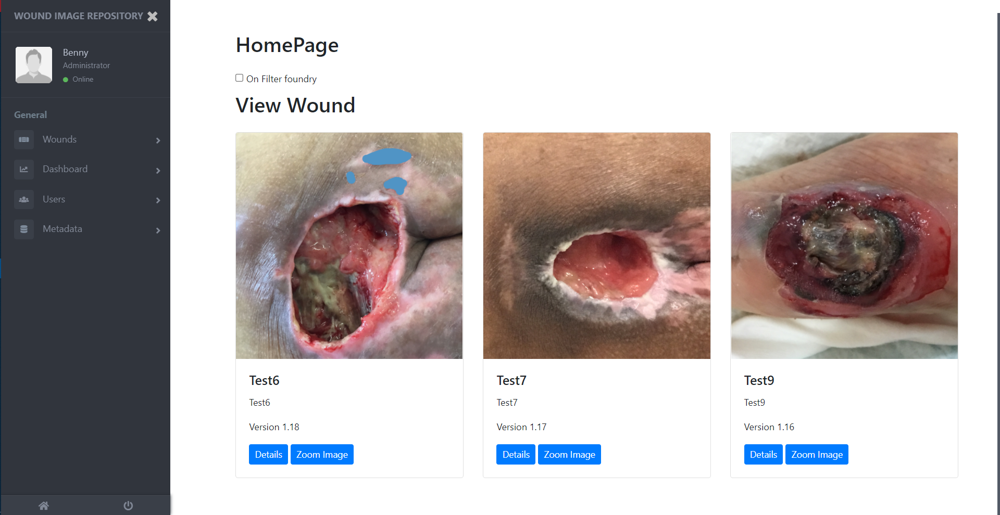 WOUND IMAGE REPOSITORY
Benny
Administrator
Online
General
Wounds
Dashboard
Users
Metadata
HomePage
On Filter foundry
View Wound
Test6
Test6
Version 1.18
Details Zoom Image
Test7
Test7
Version 1.17
Details Zoom Image
Test9
Test9
Version 1.16
Details Zoom Image